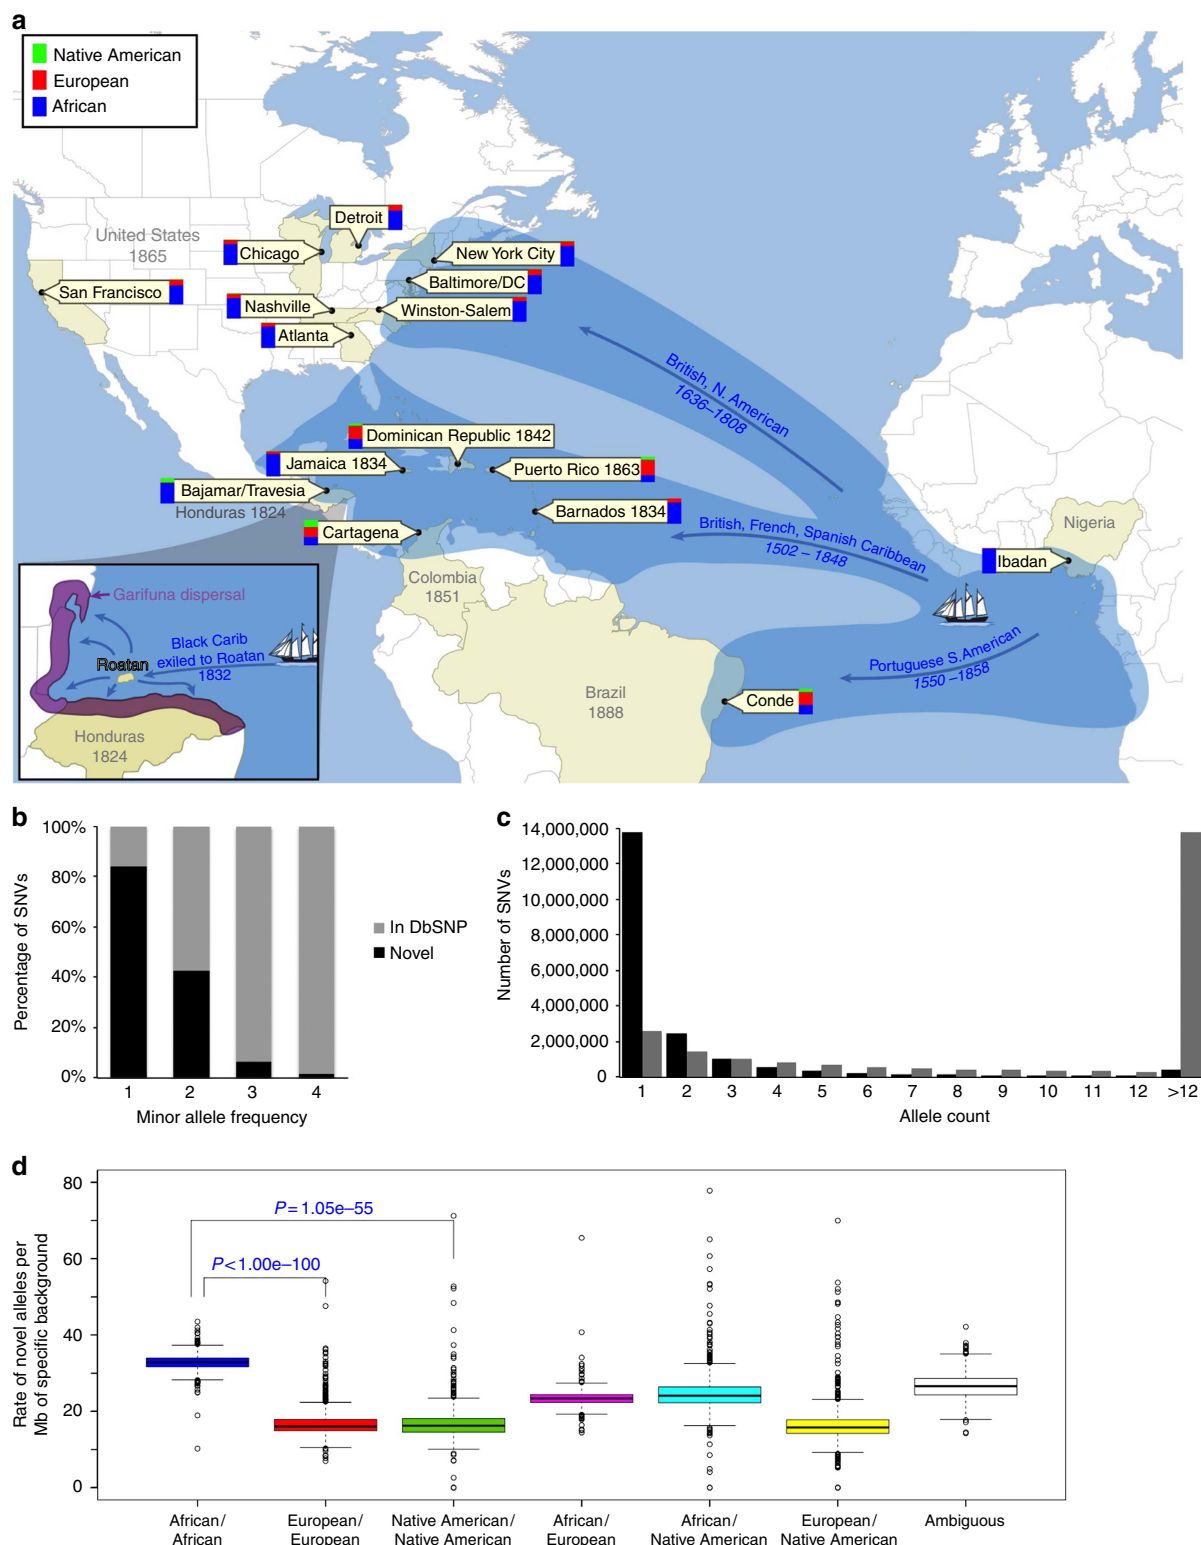 a
Native American
European
African
United States
1865
Detroit
Chicago
New York City
San Francisco
Baltimore/DC
Nashville
Winston-Salem
Atlanta
British, N. American
1636–1808
Dominican Republic 1842
Jamaica 1834
Puerto Rico 1863
Bajamar/Travesia
Honduras 1824
Barnados 1834
Cartagena
British, French, Spanish Caribbean
1502 – 1848
Nigeria
Ibadan
Colombia
1851
Garifuna dispersal
Black Carib
exiled to Roatan
1832
Roatan
Honduras
1824
Portuguese S.American
1550 –1858
Brazil
1888
Conde
b
100%
80%
60%
40%
20%
0%
Percentage of SNVs
1 2 3 4
Minor allele frequency
In DbSNP
Novel
c
14,000,000
12,000,000
10,000,000
8,000,000
6,000,000
4,000,000
2,000,000
0
Number of SNVs
1 2 3 4 5 6 7 8 9 10 11 12 >12
Allele count
d
80
60
40
20
0
Rate of novel alleles per
Mb of specific background
P = 1.05e–55
P < 1.00e–100
African/
African
European/
European
Native American/
Native American
African/
European
African/
Native American
European/
Native American
Ambiguous